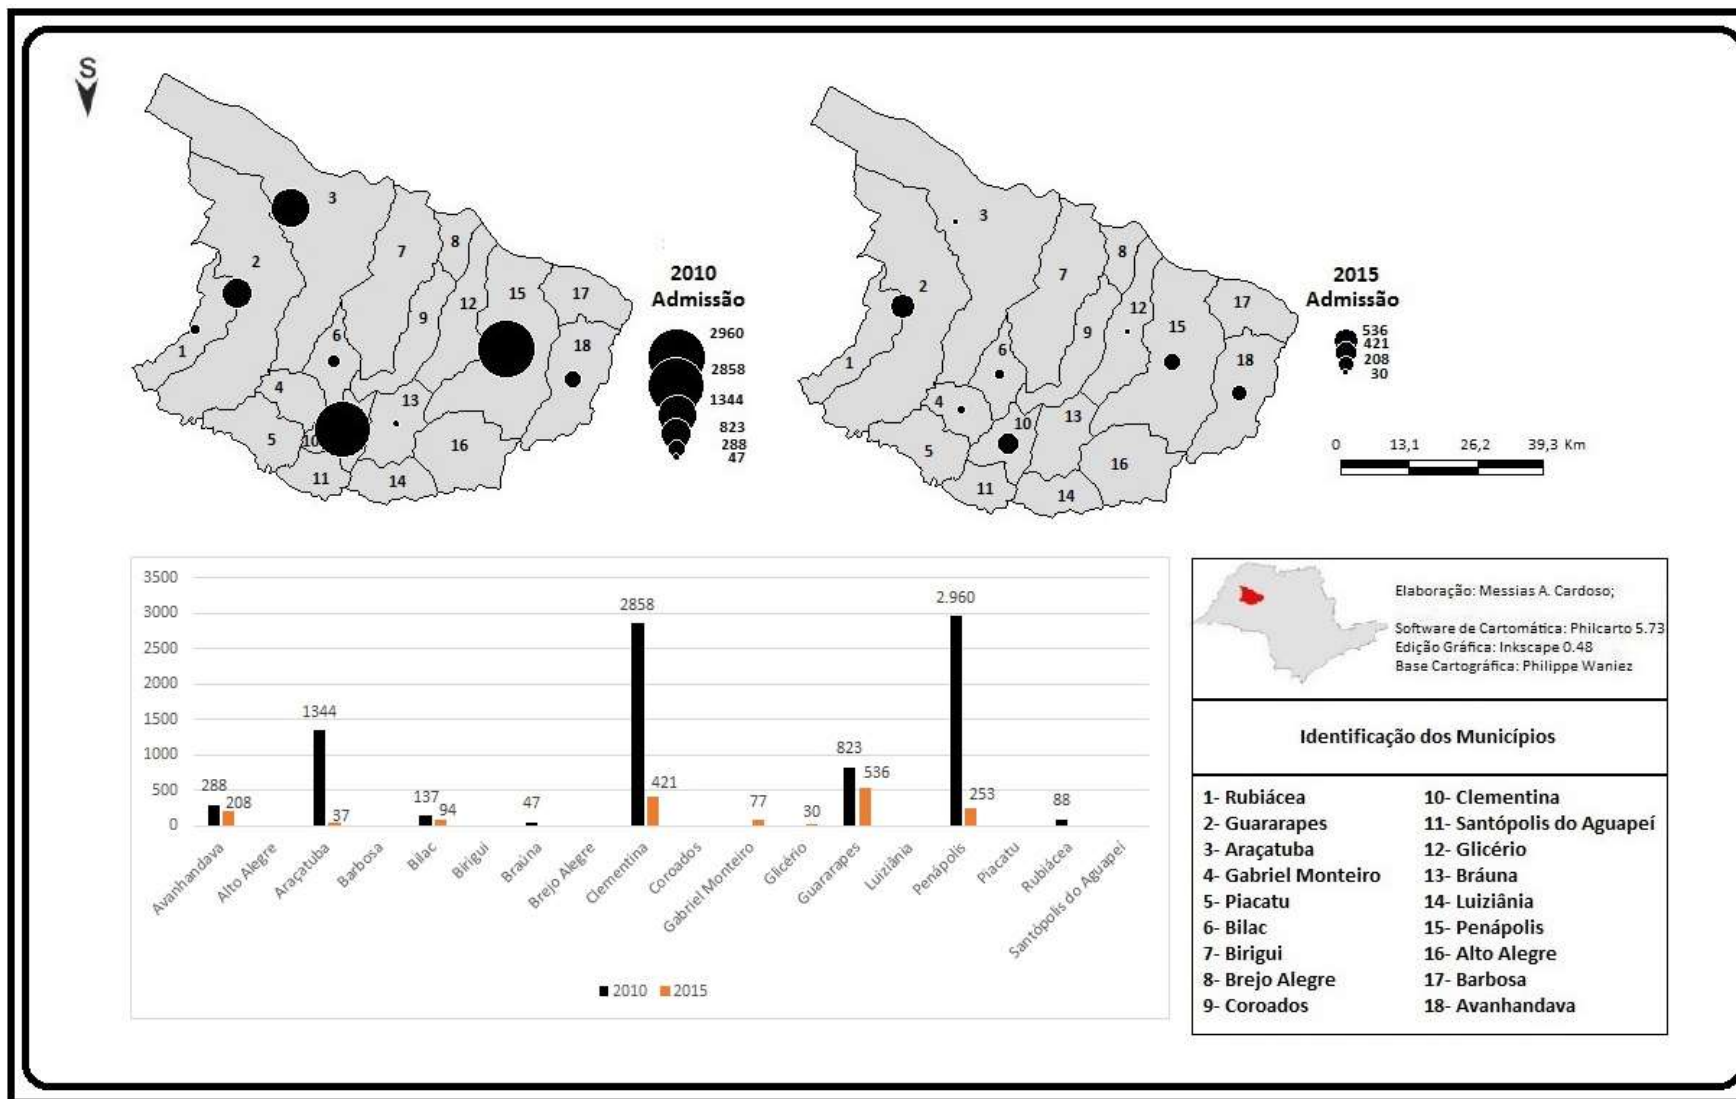 S
3
2
7
8
15
17
12
9
6
18
1
4
13
5
10
16
11
14
2010
Admissão
2960
2858
1344
823
288
47
3
2
8
7
17
12
15
9
6
18
1
4
13
10
5
16
11
14
2015
Admissão
536
421
208
30
0 13,1 26,2 39,3 Km
3500
3000
2500
2000
1500
1000
500
0
288
208
1344
37
137
94
47
2858
421
77
30
823
536
2.960
253
88
Avanhandava
Alto Alegre
Araçatuba
Barbosa
Bilac
Birigui
Braúna
Brejo Alegre
Clementina
Coroados
Gabriel Monteiro
Glicério
Guararapes
Luiziânia
Penápolis
Piacatu
Rubiácea
Santópolis do Aguapeí
2010 2015
Elaboração: Messias A. Cardoso;
Software de Cartomática: Philcarto 5.73
Edição Gráfica: Inkscape 0.48
Base Cartográfica: Philippe Waniez
Identificação dos Municípios
1- Rubiácea
2- Guararapes
3- Araçatuba
4- Gabriel Monteiro
5- Piacatu
6- Bilac
7- Birigui
8- Brejo Alegre
9- Coroados
10- Clementina
11- Santópolis do Aguapeí
12- Glicério
13- Bráuna
14- Luiziânia
15- Penápolis
16- Alto Alegre
17- Barbosa
18- Avanhandava